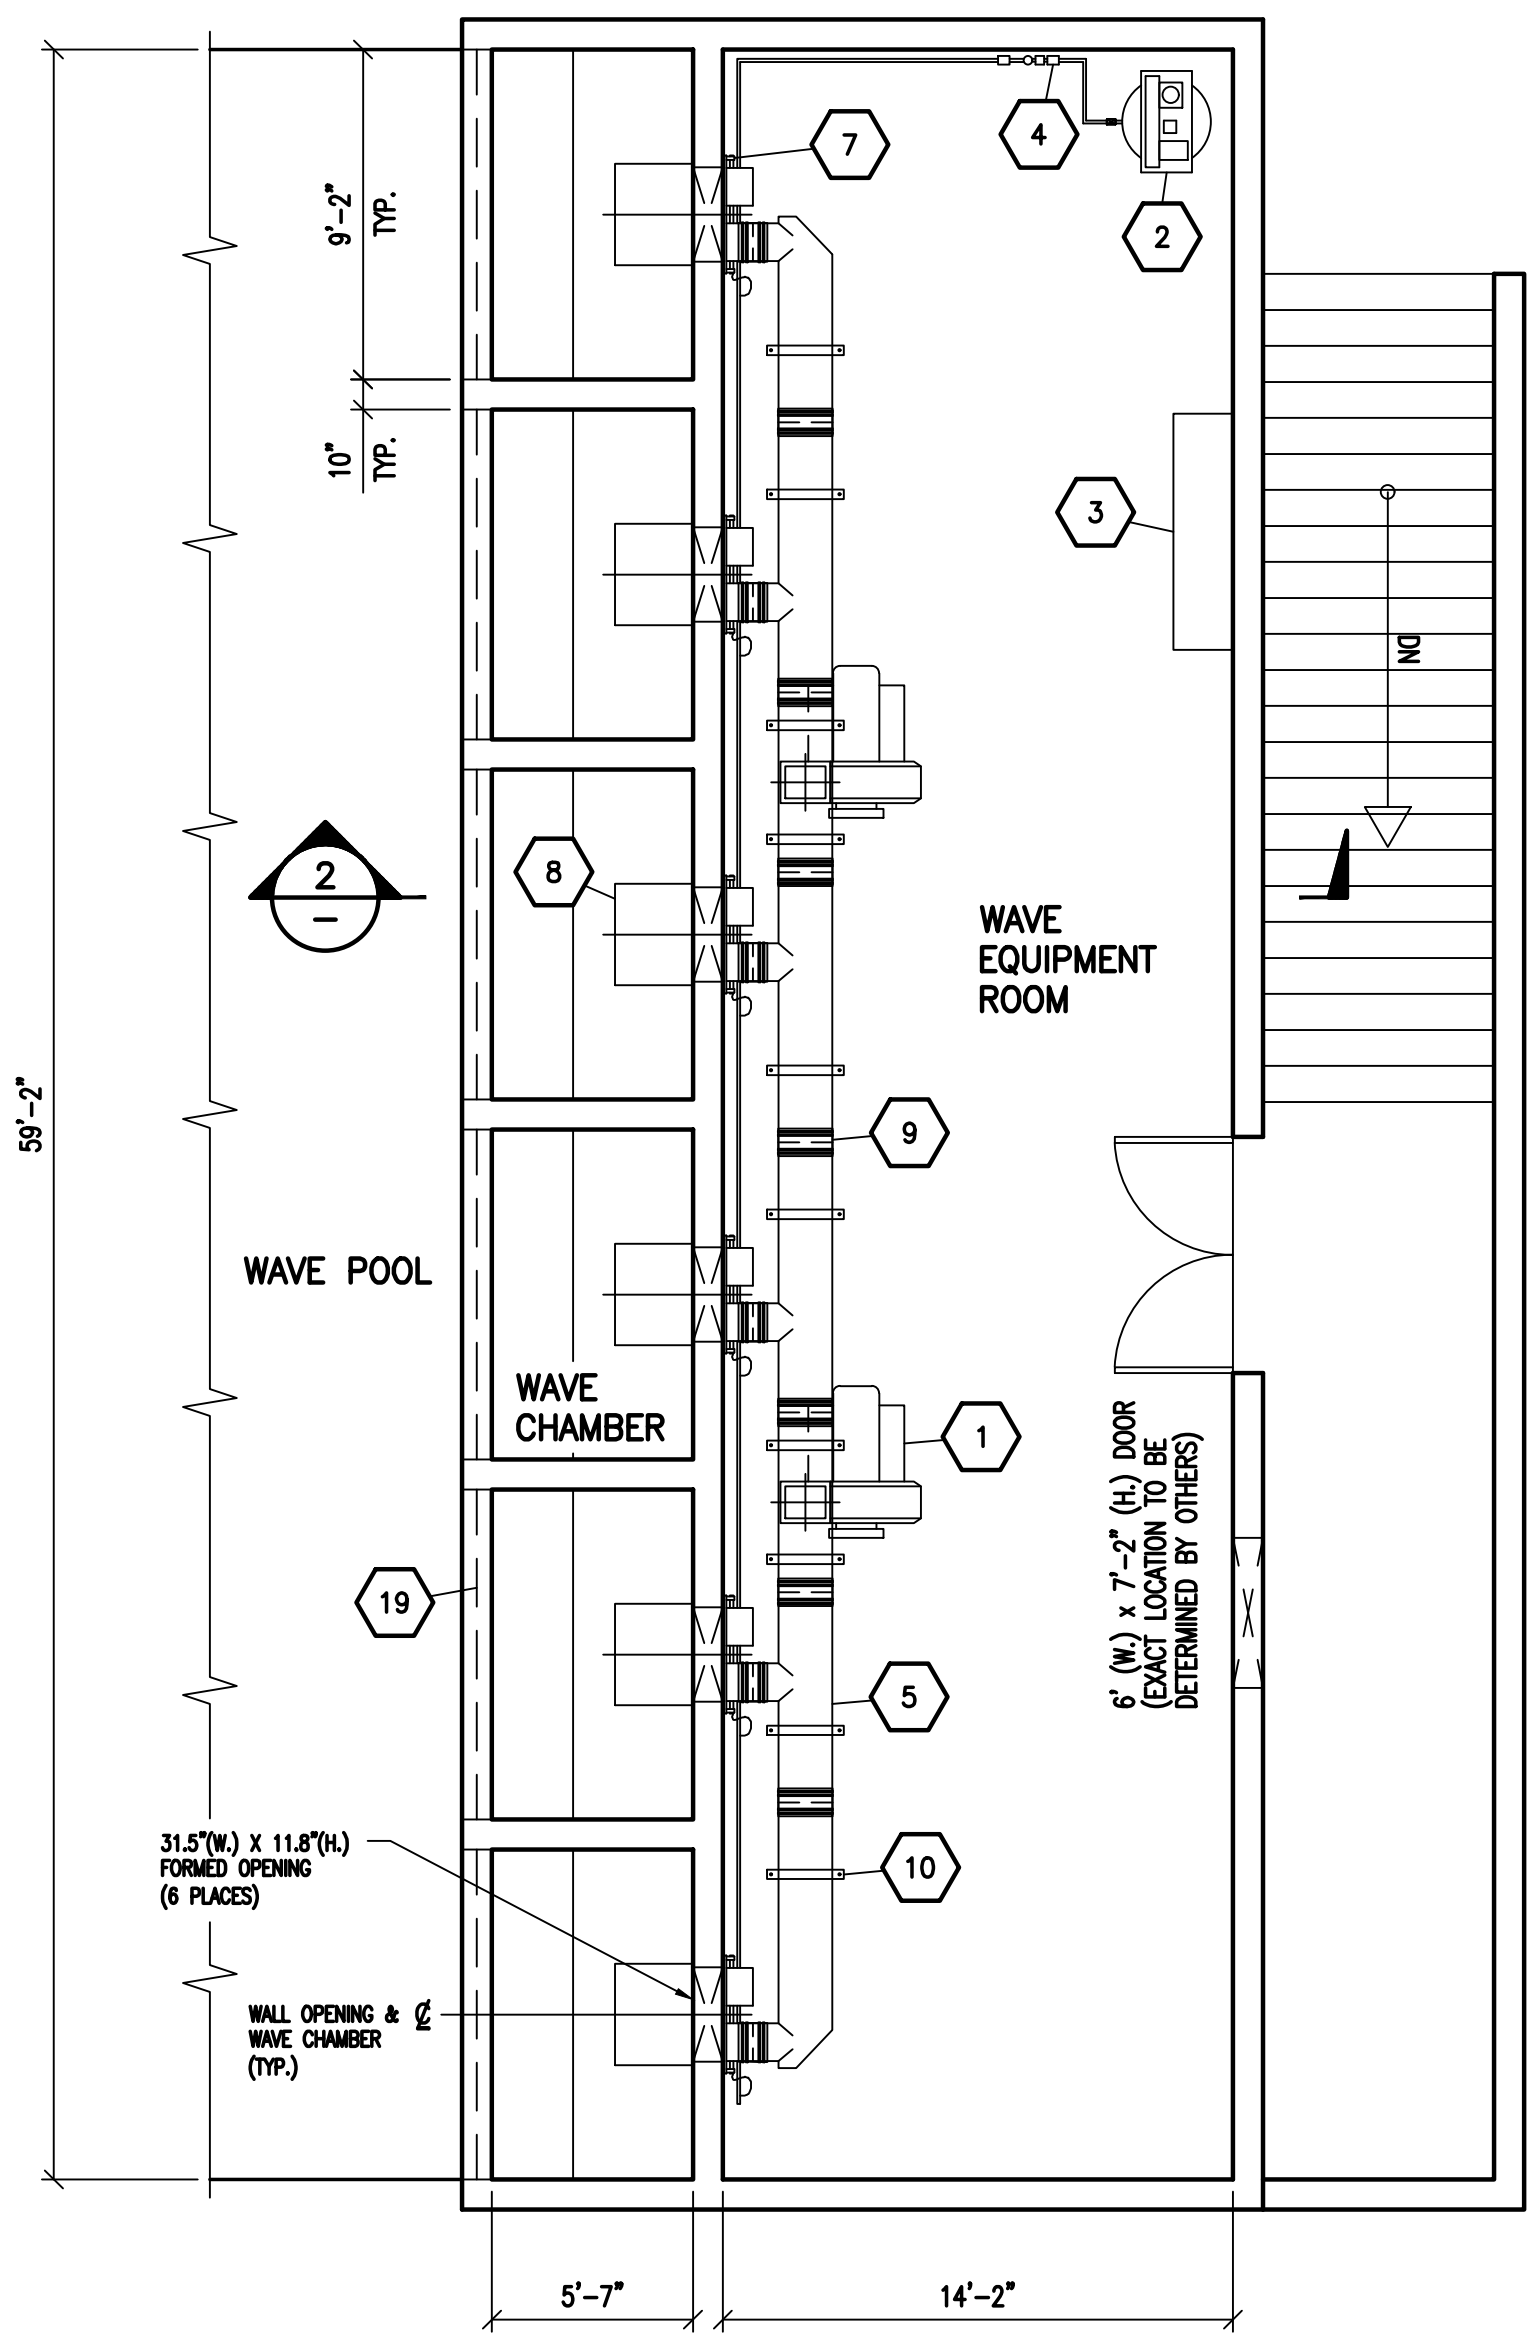 7
4
2
9'-2"
TYP.
10"
TYP.
3
DN
8
2
–
WAVE
EQUIPMENT
ROOM
59'-2"
9
WAVE POOL
WAVE
CHAMBER
1
6' (W.) x 7'-2" (H.) DOOR
(EXACT LOCATION TO BE
DETERMINED BY OTHERS)
19
5
31.5"(W.) X 11.8"(H.)
FORMED OPENING
(6 PLACES)
10
WALL OPENING & ℄
WAVE CHAMBER
(TYP.)
5'-7"
14'-2"